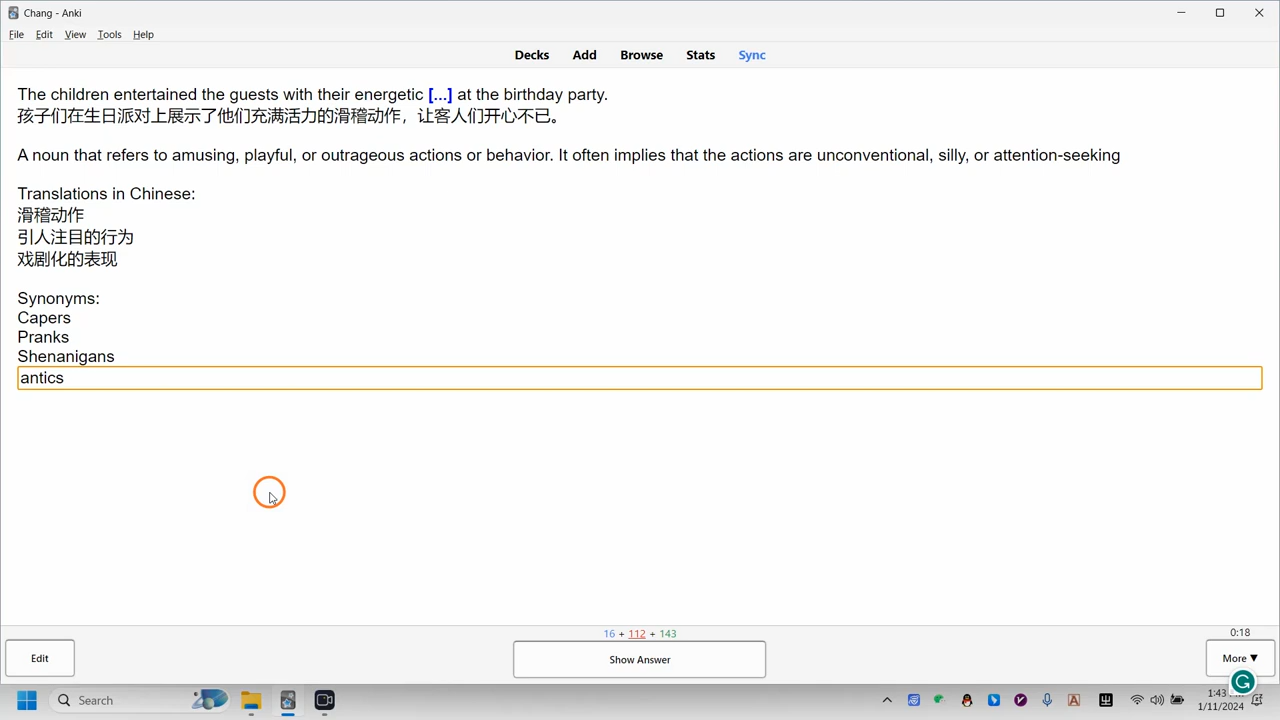 Chang - Anki
File Edit View Tools Help
Decks Add Browse Stats Sync
The children entertained the guests with their energetic [...] at the birthday party.
孩子们在生日派对上展示了他们充满活力的滑稽动作，让客人们开心不已。
A noun that refers to amusing, playful, or outrageous actions or behavior. It often implies that the actions are unconventional, silly, or attention-seeking
Translations in Chinese:
滑稽动作
引人注目的行为
戏剧化的表现
Synonyms:
Capers
Pranks
Shenanigans
antics
16 + 112 + 143
0:18
Edit
Show Answer
More ▼
Search
1:43
1/11/2024